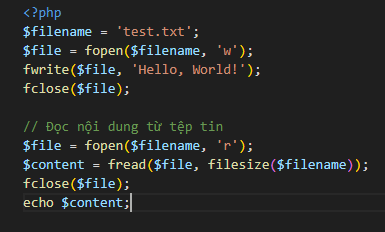 <?php
$filename = 'test.txt';
$file = fopen($filename, 'w');
fwrite($file, 'Hello, World!');
fclose($file);

// Đọc nội dung từ tệp tin
$file = fopen($filename, 'r');
$content = fread($file, filesize($filename));
fclose($file);
echo $content;